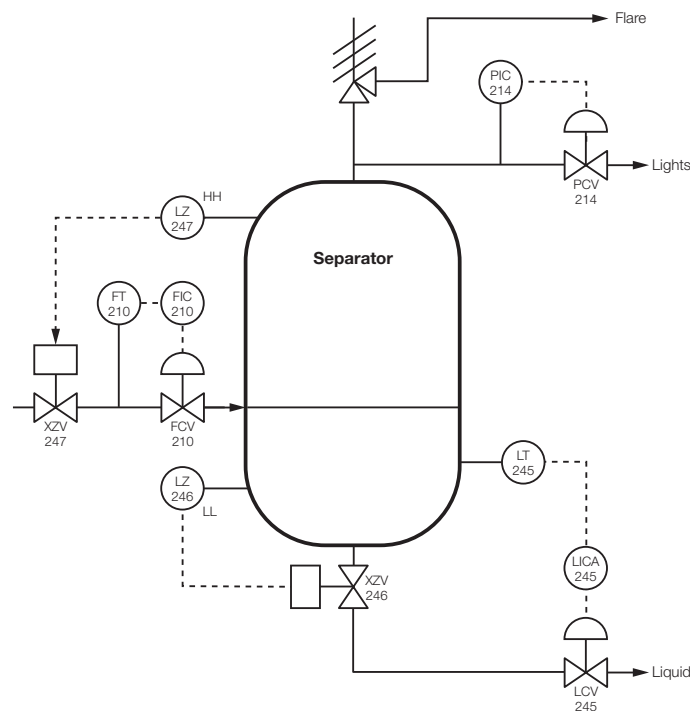 Flare
PIC
214
Lights
PCV
214
HH
LZ
247
Separator
FT
210
FIC
210
XZV
247
FCV
210
LT
245
LZ
246
LL
XZV
246
LICA
245
Liquid
LCV
245